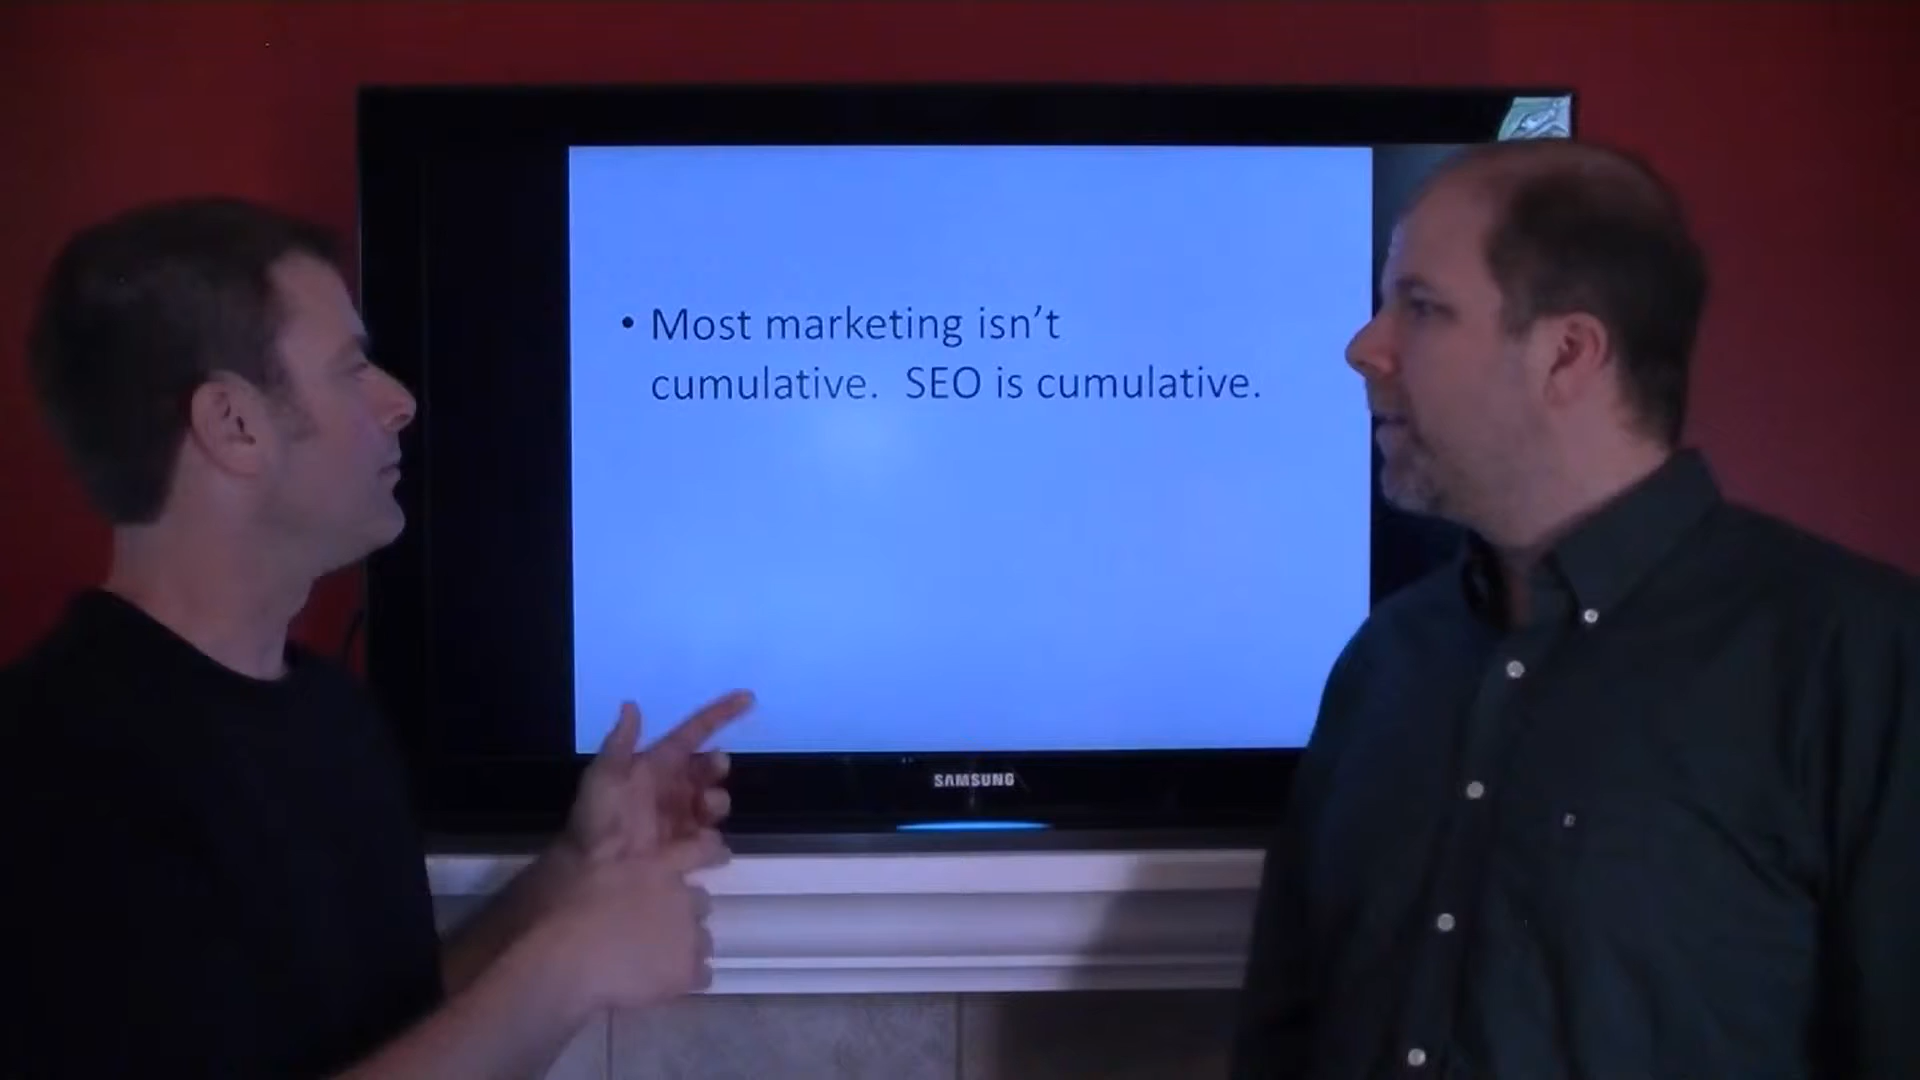 • Most marketing isn’t
cumulative.  SEO is cumulative.
SAMSUNG